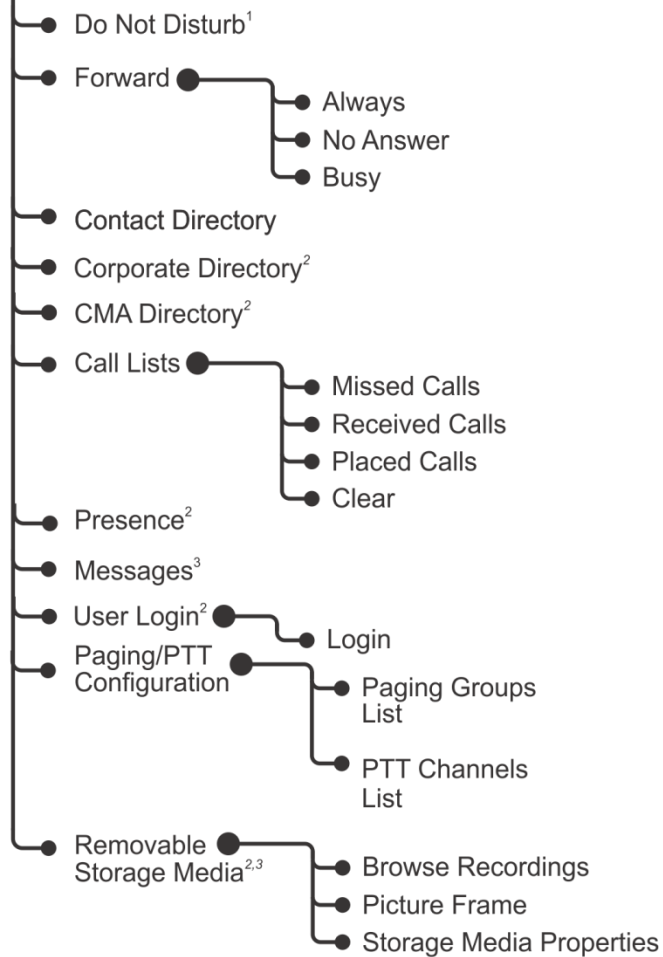 Do Not Disturb¹
Forward
Always
No Answer
Busy
Contact Directory
Corporate Directory²
CMA Directory²
Call Lists
Missed Calls
Received Calls
Placed Calls
Clear
Presence²
Messages³
User Login²
Login
Paging/PTT
Configuration
Paging Groups
List
PTT Channels
List
Removable
Storage Media²,³
Browse Recordings
Picture Frame
Storage Media Properties